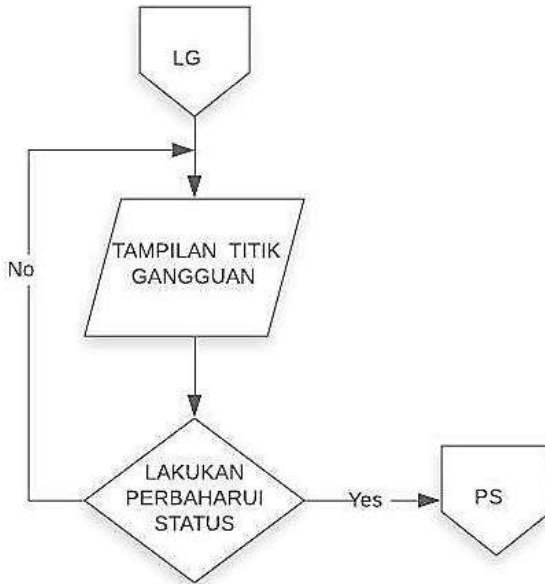 LG
TAMPILAN TITIK
GANGGUAN
No
LAKUKAN
PERBAHARUI
STATUS
Yes
PS